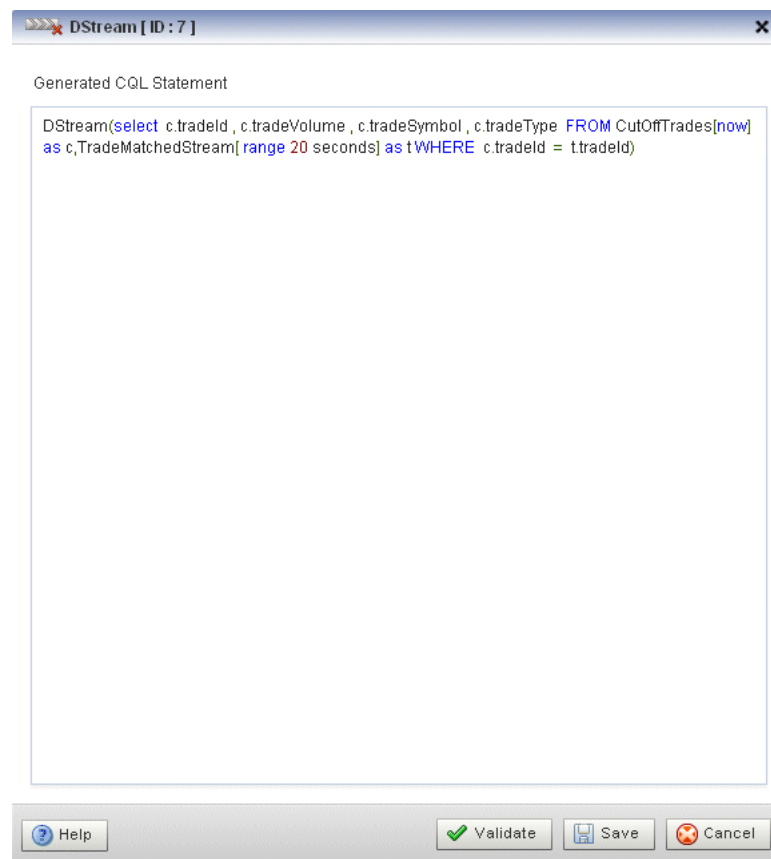 DStream [ ID : 7 ]
Generated CQL Statement
DStream(select c.tradeId , c.tradeVolume , c.tradeSymbol , c.tradeType FROM CutOffTrades[now]
as c,TradeMatchedStream[ range 20 seconds] as t WHERE c.tradeId = t.tradeId)
Help Validate Save Cancel